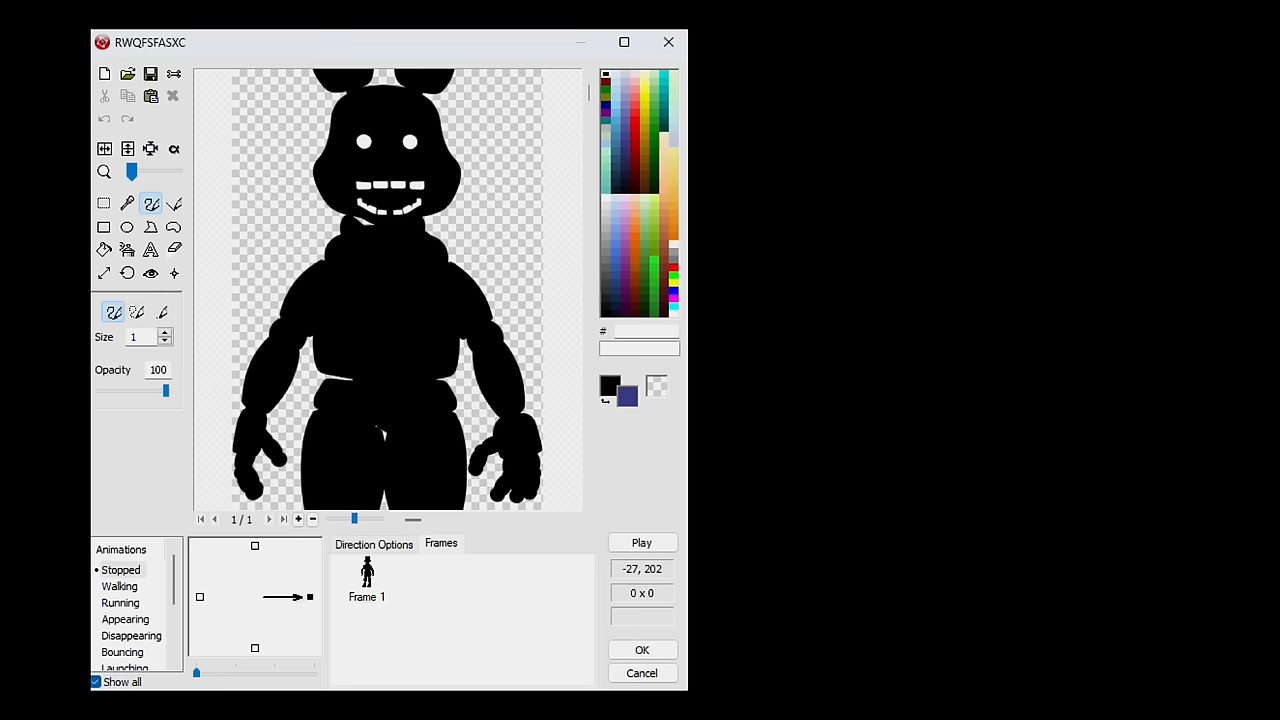 RWQFSFASXC
Size 1
Opacity 100
#
1 / 1
Animations
Stopped
Walking
Running
Appearing
Disappearing
Bouncing
Launching
Show all
Direction Options
Frames
Frame 1
Play
-27, 202
0 x 0
OK
Cancel